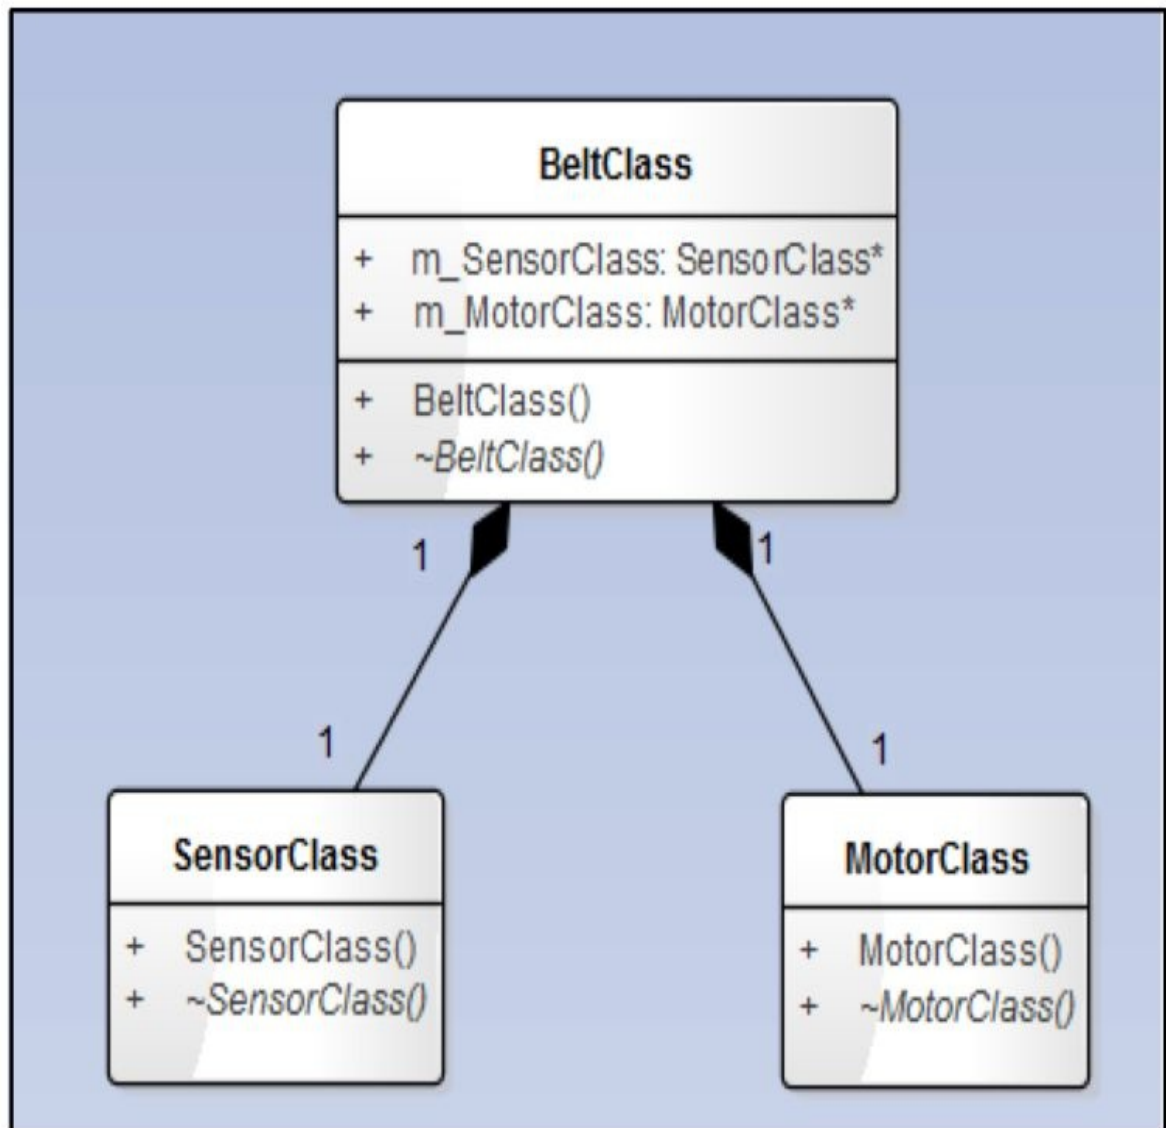 BeltClass
+ m_SensorClass: SensorClass*
+ m_MotorClass: MotorClass*
+ BeltClass()
+ ~BeltClass()
1
1
1
1
SensorClass
+ SensorClass()
+ ~SensorClass()
MotorClass
+ MotorClass()
+ ~MotorClass()